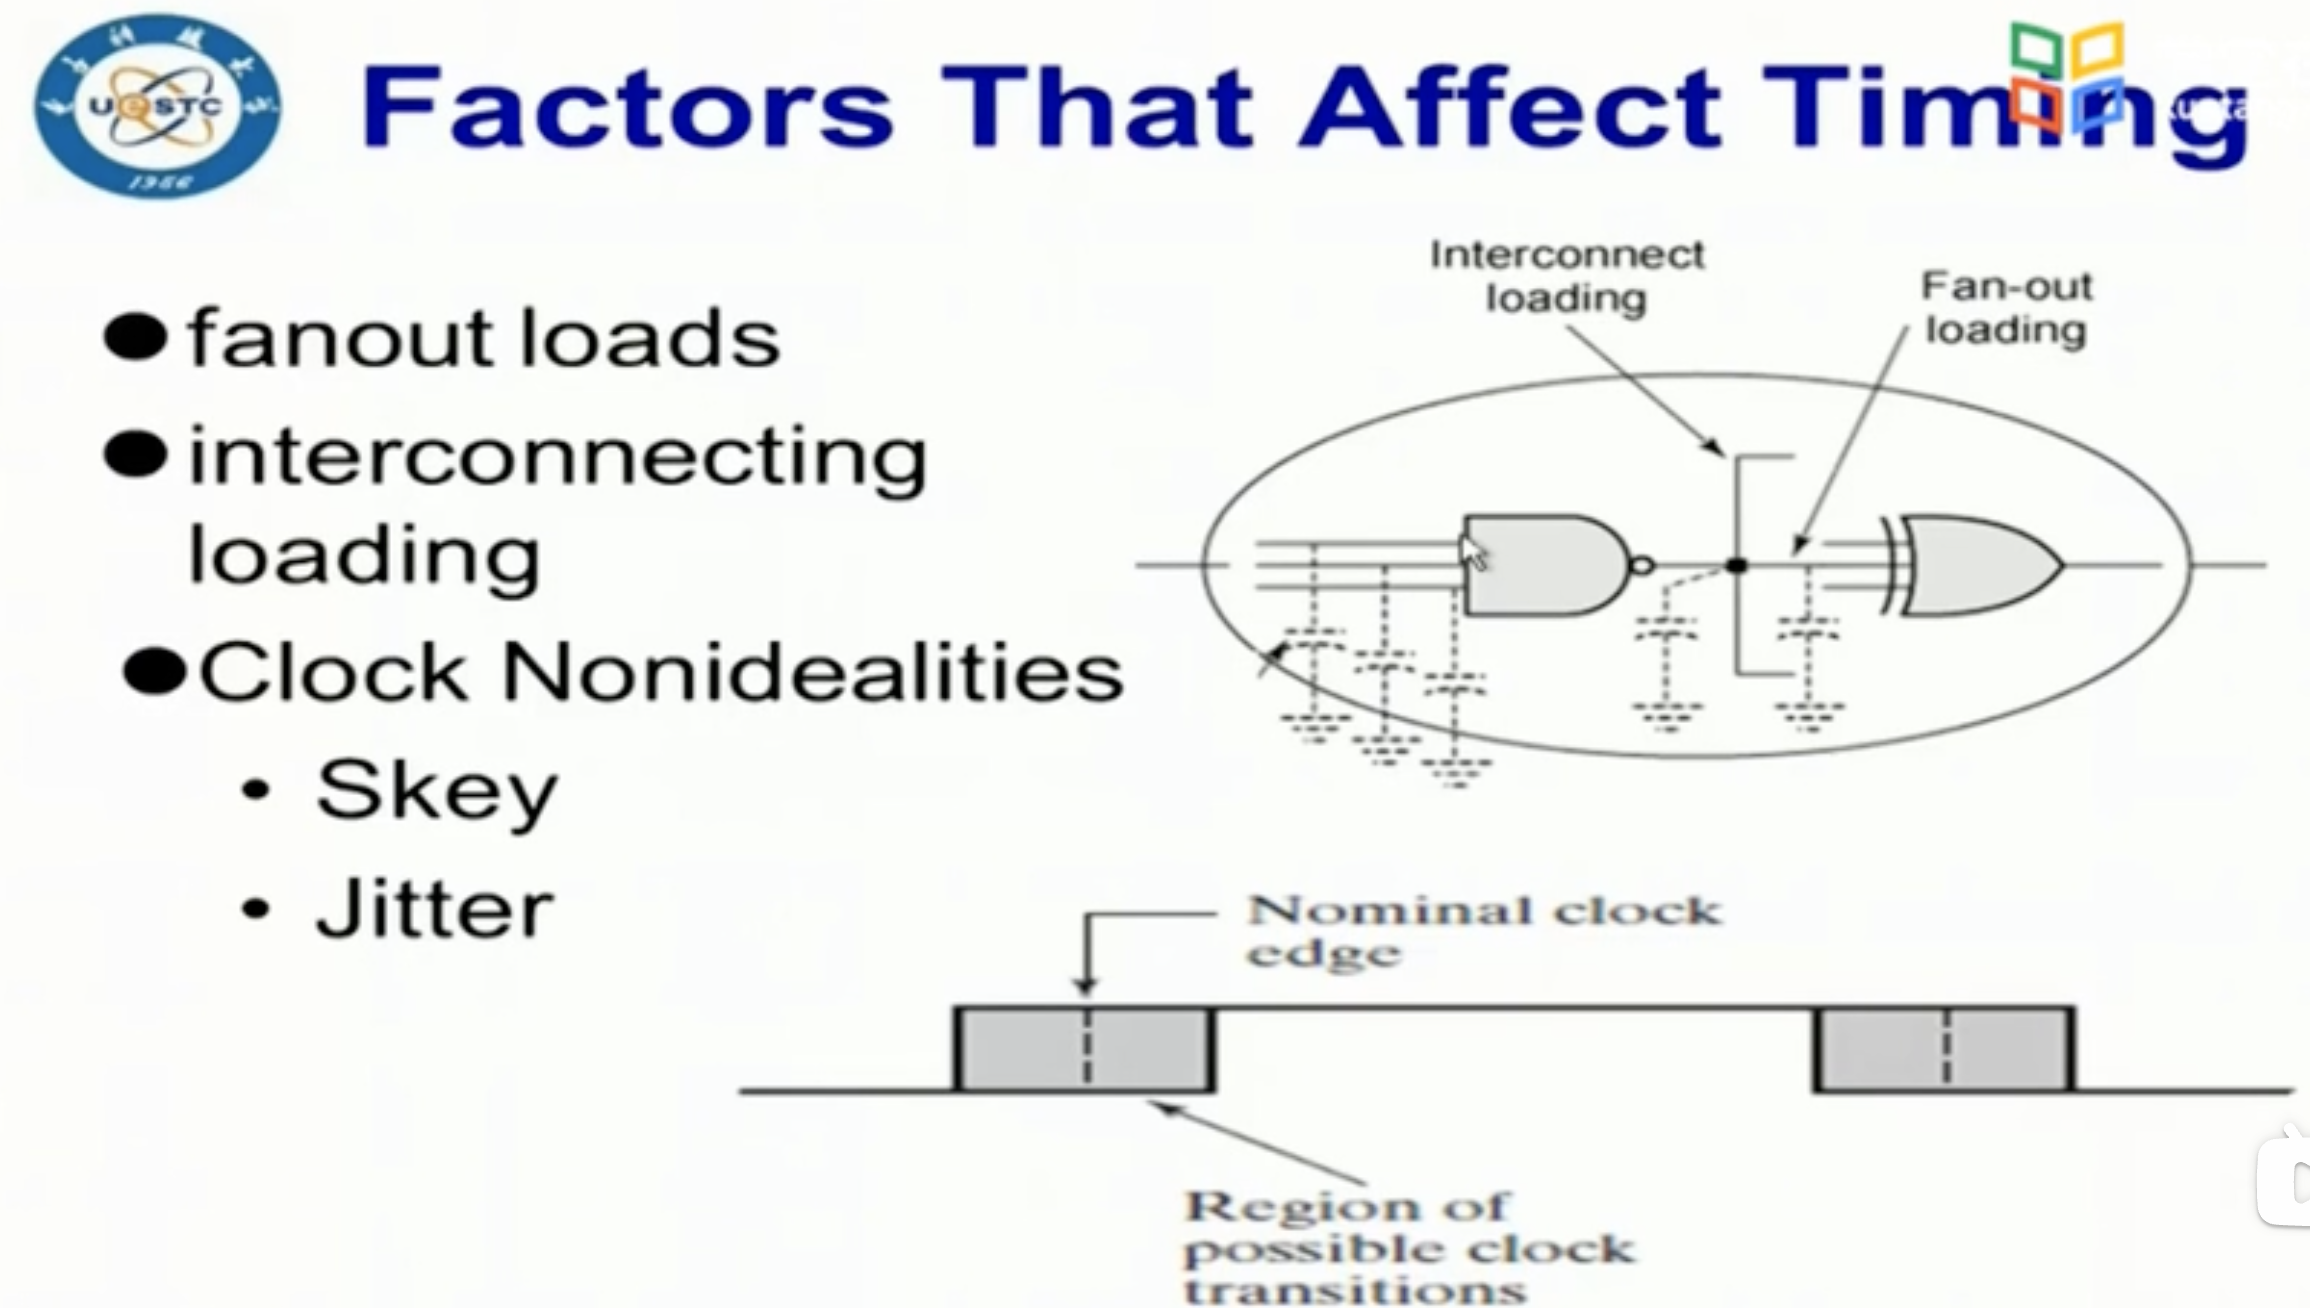 UESTC
1956
Factors That Affect Timing
fanout loads
interconnecting
loading
Clock Nonidealities
Skey
Jitter
Interconnect
loading
Fan-out
loading
Nominal clock
edge
Region of
possible clock
transitions